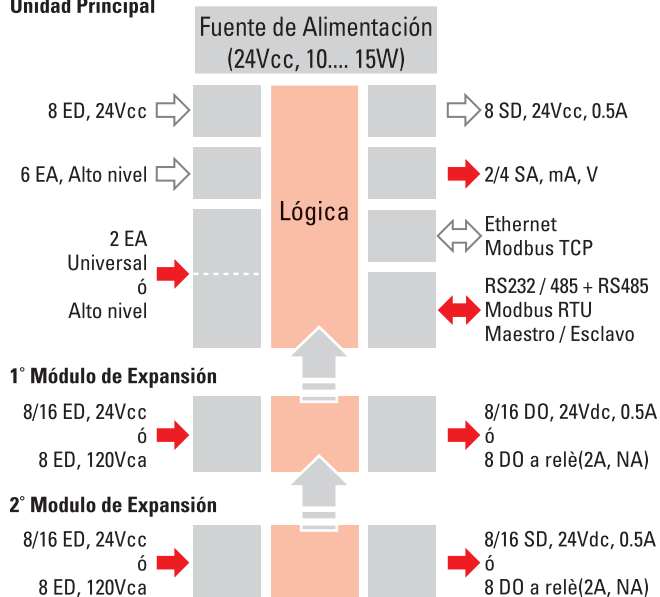 Unidad Principal
Fuente de Alimentación
(24Vcc, 10.... 15W)
8 ED, 24Vcc
8 SD, 24Vcc, 0.5A
6 EA, Alto nivel
2/4 SA, mA, V
Lógica
2 EA
Universal
ó
Alto nivel
Ethernet
Modbus TCP
RS232 / 485 + RS485
Modbus RTU
Maestro / Esclavo
1° Módulo de Expansión
8/16 ED, 24Vcc
ó
8 ED, 120Vca
8/16 DO, 24Vdc, 0.5A
ó
8 DO a relè(2A, NA)
2° Modulo de Expansión
8/16 ED, 24Vcc
ó
8 ED, 120Vca
8/16 SD, 24Vdc, 0.5A
ó
8 DO a relè(2A, NA)